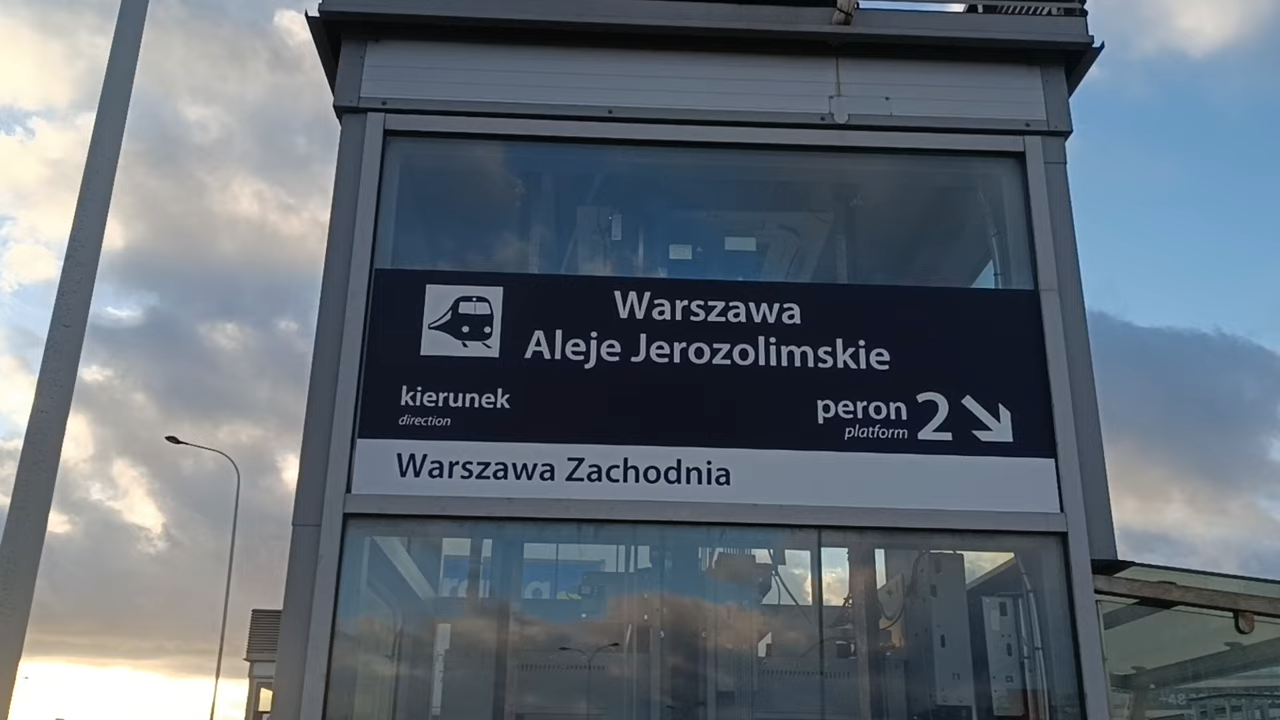 Warszawa
Aleje Jerozolimskie
kierunek
direction
peron 2
platform
Warszawa Zachodnia